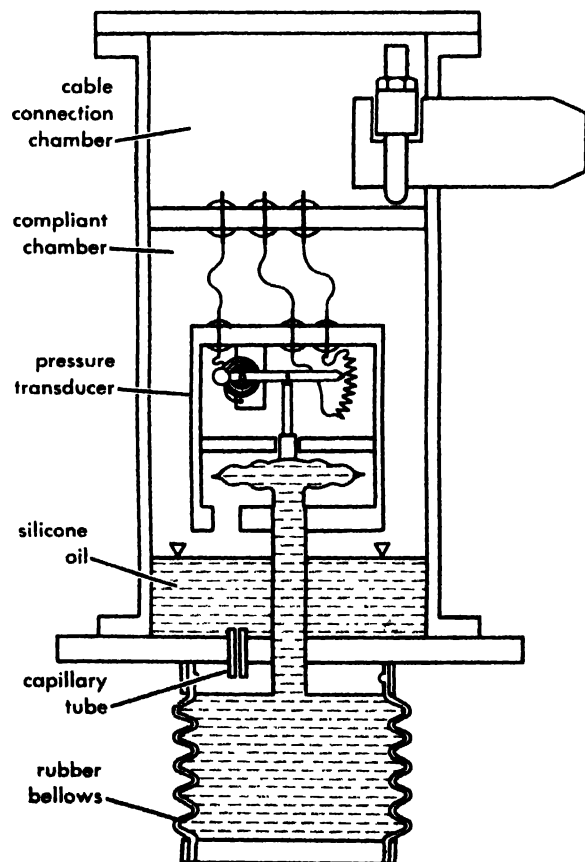 cable
connection
chamber
compliant
chamber
pressure
transducer
silicone
oil
capillary
tube
rubber
bellows